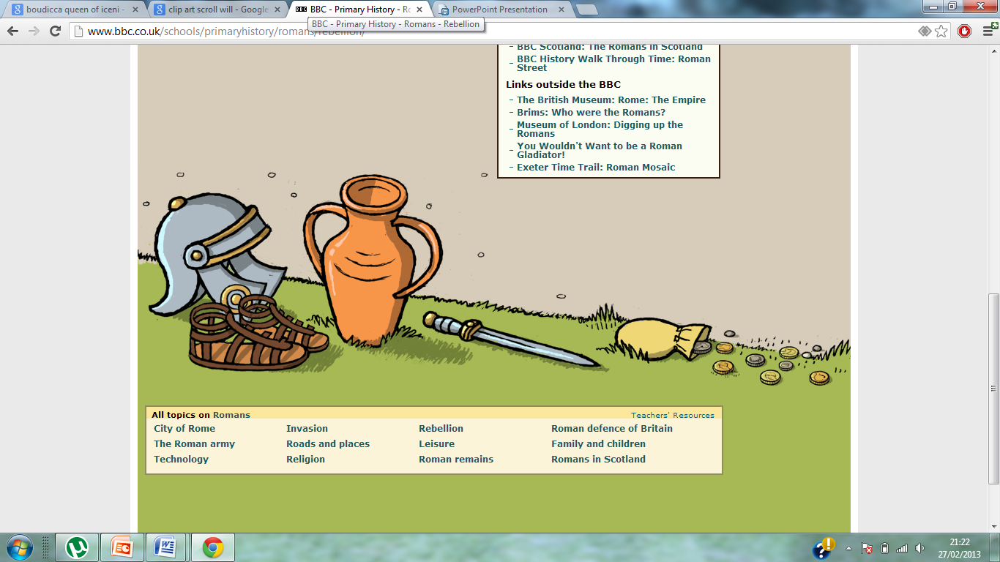 boudicca queen of iceni -
clip art scroll will - Google
BBC - Primary History - Ro
PowerPoint Presentation
www.bbc.co.uk/schools/primaryhistory/romans/rebellion/
BBC - Primary History - Romans - Rebellion
- BBC Scotland: The Romans in Scotland
- BBC History Walk Through Time: Roman
Street
Links outside the BBC
- The British Museum: Rome: The Empire
- Brims: Who were the Romans?
- Museum of London: Digging up the
Romans
- You Wouldn't Want to be a Roman
Gladiator!
- Exeter Time Trail: Roman Mosaic
All topics on Romans
Teachers' Resources
City of Rome Invasion Rebellion Roman defence of Britain
The Roman army Roads and places Leisure Family and children
Technology Religion Roman remains Romans in Scotland
21:22
27/02/2013